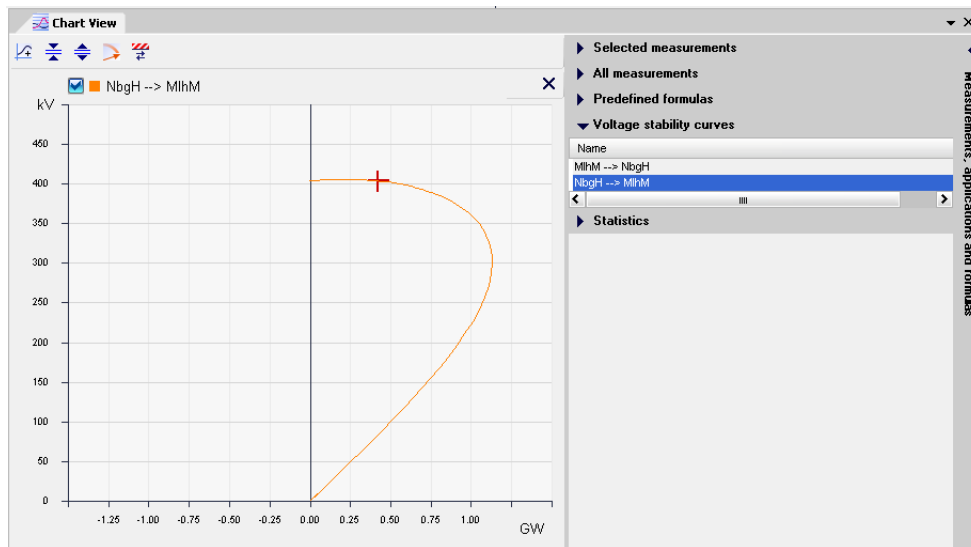 Chart View
NbgH --> MlhM
kV
450
400
350
300
250
200
150
100
50
0
-1.25 -1.00 -0.75 -0.50 -0.25 0.00 0.25 0.50 0.75 1.00
GW
Selected measurements
All measurements
Predefined formulas
Voltage stability curves
Name
MlhM --> NbgH
NbgH --> MlhM
Statistics
Measurements, applications and formulas